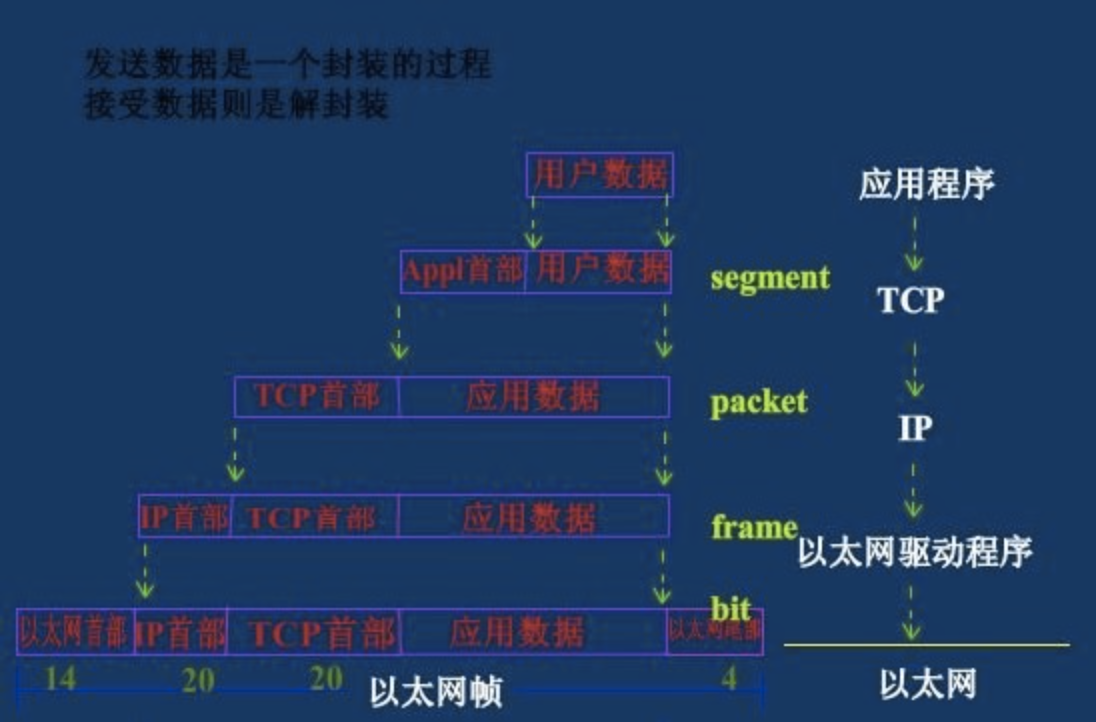 发送数据是一个封装的过程
接受数据则是解封装
用户数据
应用程序
Appl首部 用户数据
segment
TCP
TCP首部 应用数据
packet
IP
IP首部 TCP首部 应用数据
frame
以太网驱动程序
bit
以太网首部 IP首部 TCP首部 应用数据 以太网尾部
14 20 20 以太网帧 4
以太网